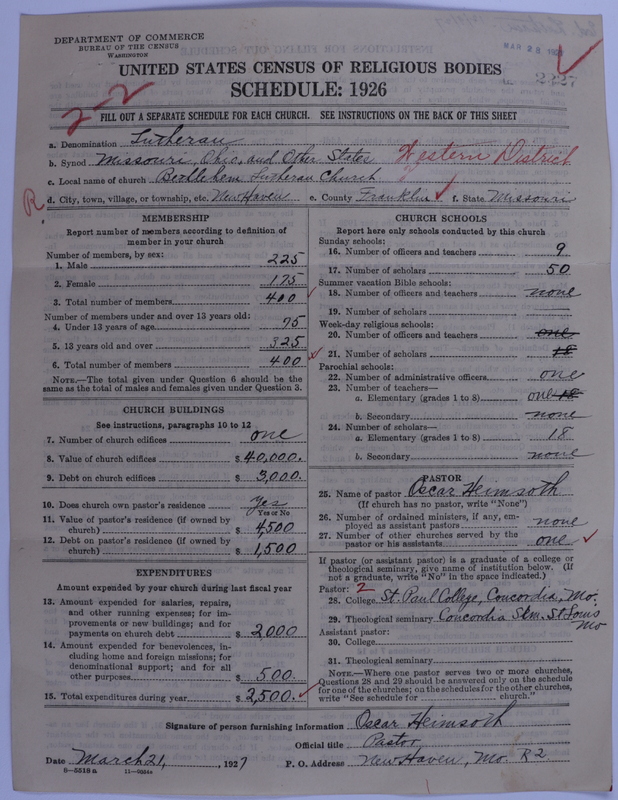 DEPARTMENT OF COMMERCE
BUREAU OF THE CENSUS
WASHINGTON
MAR 28 192
2327
UNITED STATES CENSUS OF RELIGIOUS BODIES
SCHEDULE: 1926
2-2
FILL OUT A SEPARATE SCHEDULE FOR EACH CHURCH. SEE INSTRUCTIONS ON THE BACK OF THIS SHEET
a. Denomination Lutheran
b. Synod Missouri, Ohio, and Other States Western District
c. Local name of church Bethlehem Lutheran Church
R d. City, town, village, or township, etc. New Haven e. County Franklin f. State Missouri
MEMBERSHIP
Report number of members according to definition of
member in your church
Number of members, by sex:
1. Male 225
2. Female 175
3. Total number of members 400
Number of members under and over 13 years old:
4. Under 13 years of age 75
5. 13 years old and over 325
6. Total number of members 400
NOTE.—The total given under Question 6 should be the
same as the total of males and females given under Question 3.
CHURCH BUILDINGS
See instructions, paragraphs 10 to 12
7. Number of church edifices one
8. Value of church edifices $ 40,000.
9. Debt on church edifices $ 3,000.
10. Does church own pastor's residence Yes
Yes or No
11. Value of pastor's residence (if owned by
church) $ 4,500
12. Debt on pastor's residence (if owned by
church) $ 1,500
EXPENDITURES
Amount expended by your church during last fiscal year
13. Amount expended for salaries, repairs,
and other running expenses; for im-
provements or new buildings; and for
payments on church debt $ 2,000
14. Amount expended for benevolences, in-
cluding home and foreign missions; for
denominational support; and for all
other purposes $ 500.
15. Total expenditures during year $ 2,500.
CHURCH SCHOOLS
Report here only schools conducted by this church
Sunday schools:
16. Number of officers and teachers 9
17. Number of scholars 50
Summer vacation Bible schools:
18. Number of officers and teachers none
19. Number of scholars
Week-day religious schools:
20. Number of officers and teachers one
21. Number of scholars 18
Parochial schools:
22. Number of administrative officers one
23. Number of teachers—
a. Elementary (grades 1 to 8) one 18
b. Secondary none
24. Number of scholars—
a. Elementary (grades 1 to 8) 18
b. Secondary none
PASTOR
25. Name of pastor Oscar Heimsoth
(If church has no pastor, write "None")
26. Number of ordained ministers, if any, em-
ployed as assistant pastors none
27. Number of other churches served by the
pastor or his assistants one
If pastor (or assistant pastor) is a graduate of a college or
theological seminary, give name of institution below. (If
not a graduate, write "No" in the space indicated.)
Pastor: 2
28. College St. Paul College, Concordia, Mo.
29. Theological seminary Concordia Sem. St Louis
Mo
Assistant pastor:
30. College
31. Theological seminary
NOTE.—Where one pastor serves two or more churches,
Questions 28 and 29 should be answered only on the schedule
for one of the churches; on the schedules for the other churches,
write "See schedule for church."
Signature of person furnishing information Oscar Heimsoth
Official title Pastor
Date March 21, 1927 P. O. Address New Haven, Mo. R2
8—5518 a 11—9034a